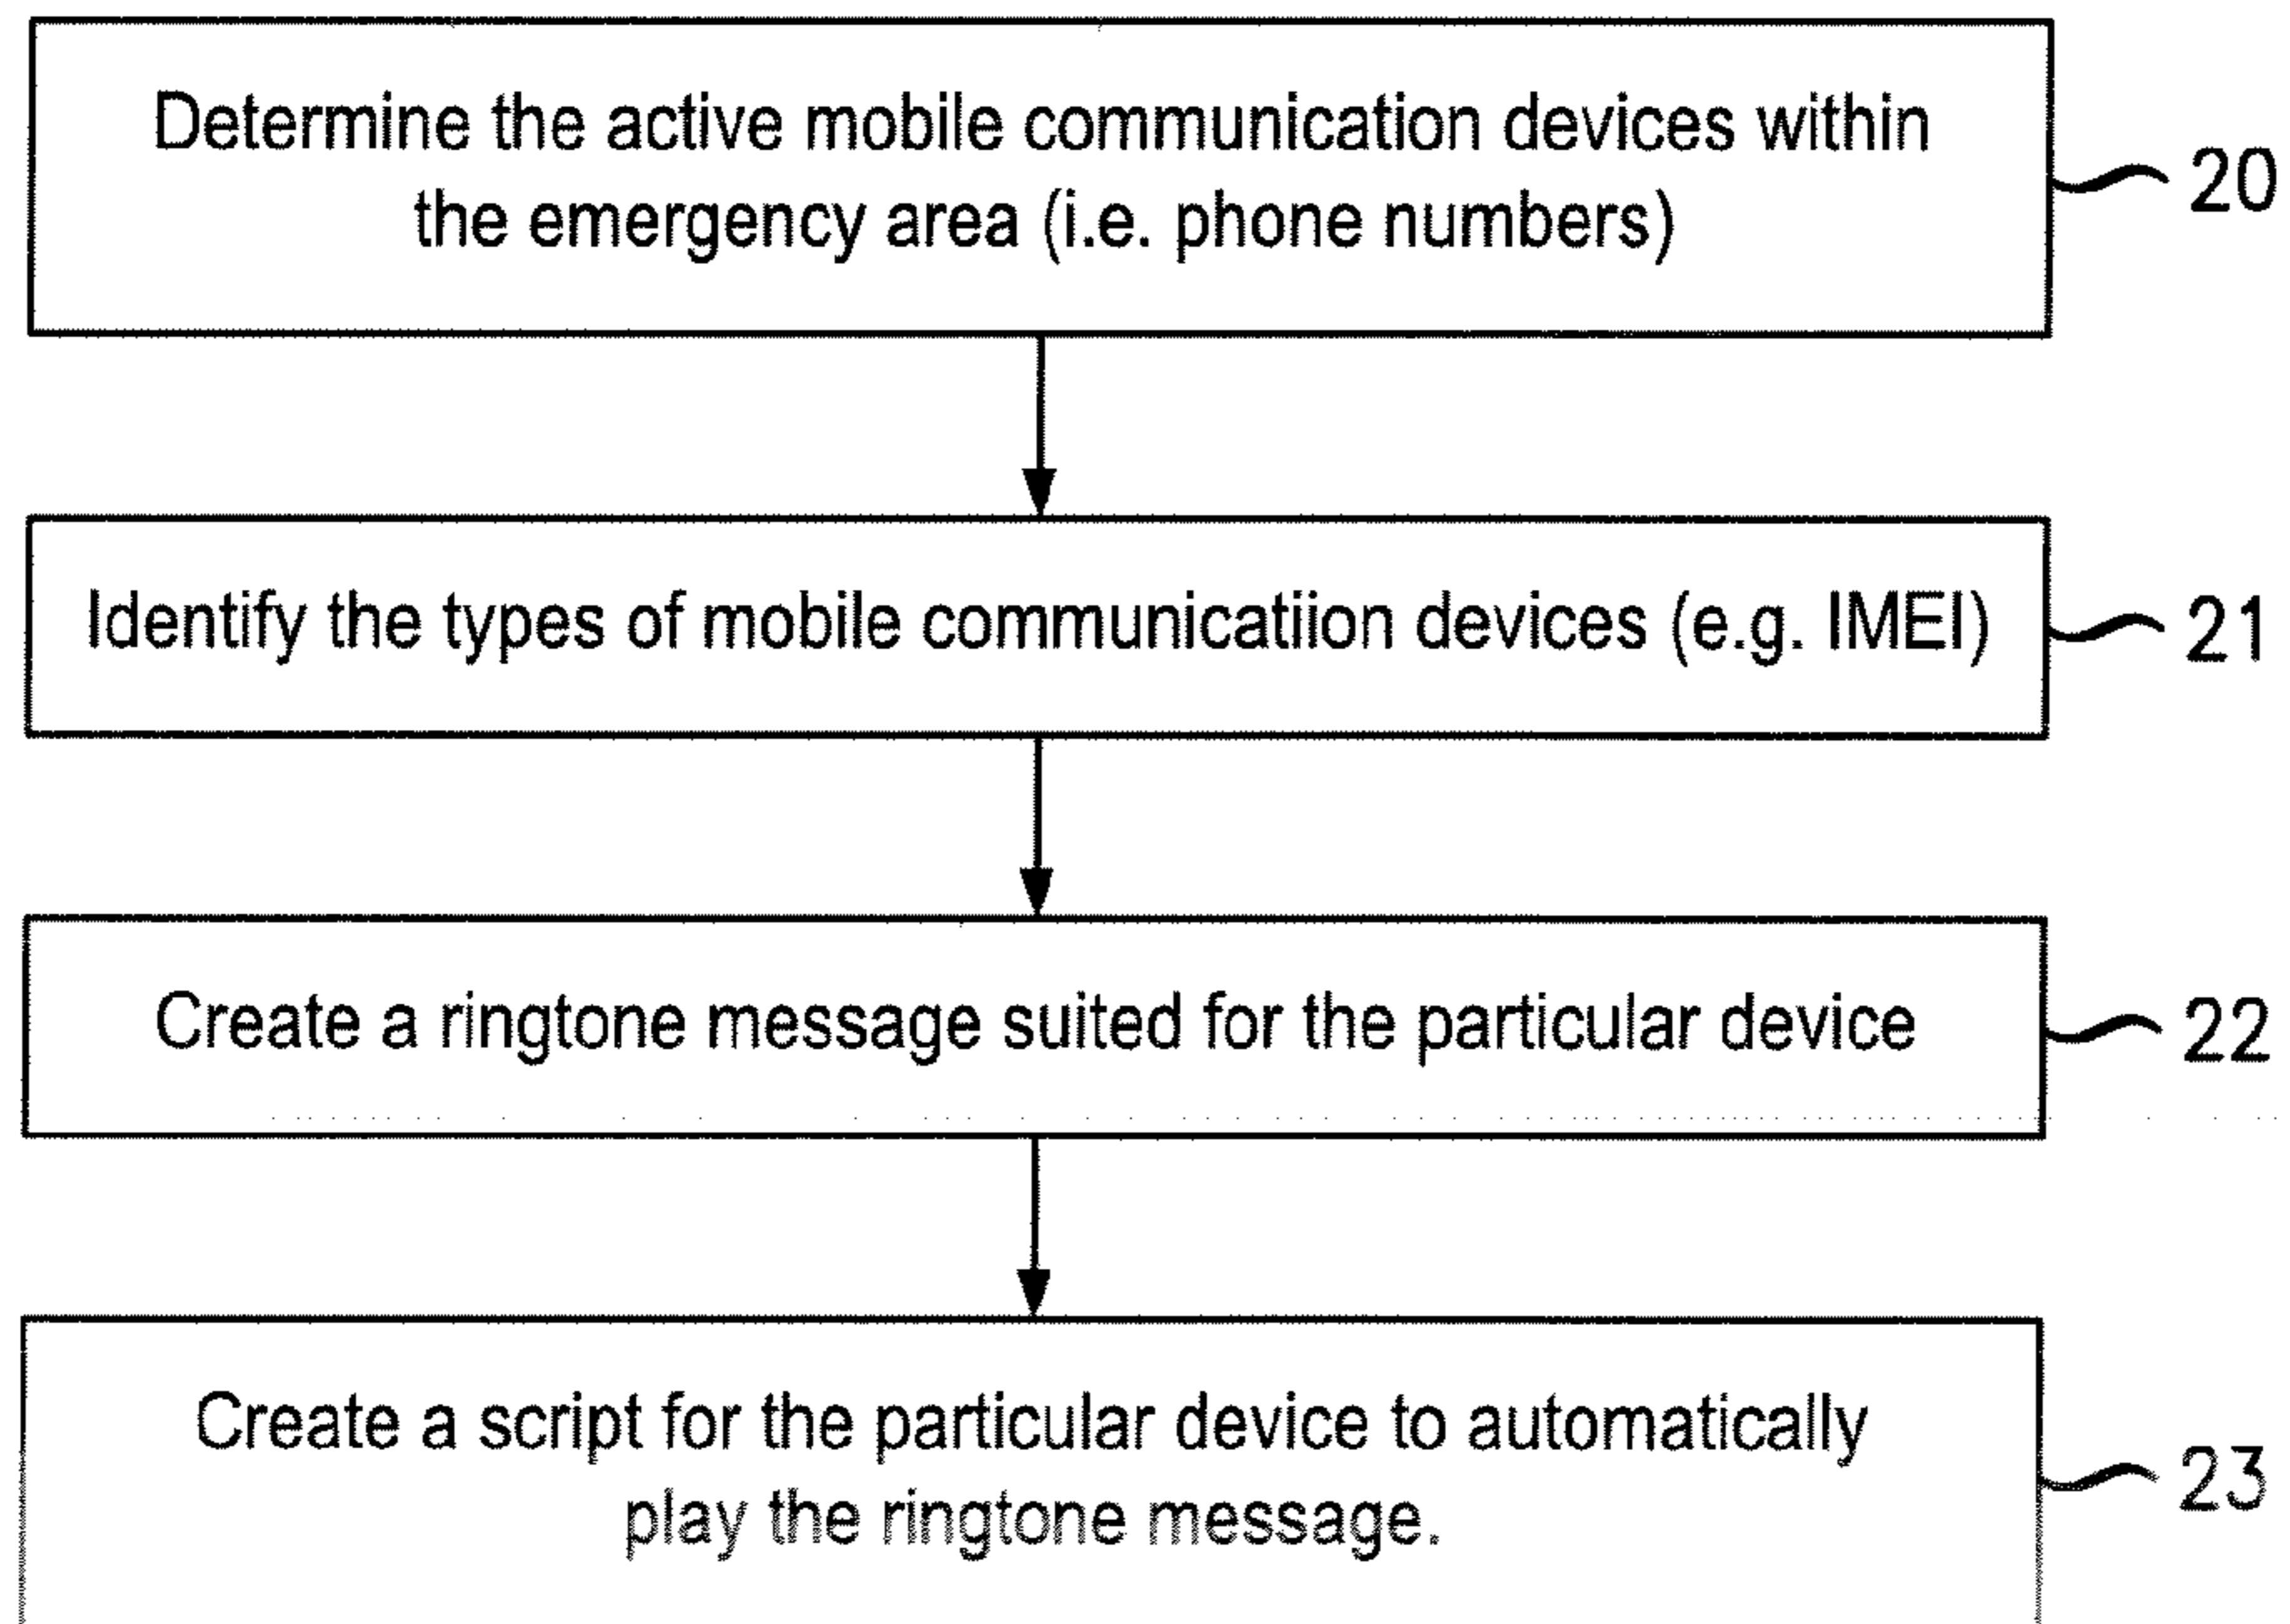 Determine the active mobile communication devices within
the emergency area (i.e. phone numbers)
20
Identify the types of mobile communicatiion devices (e.g. IMEI)
21
Create a ringtone message suited for the particular device
22
Create a script for the particular device to automatically
play the ringtone message.
23